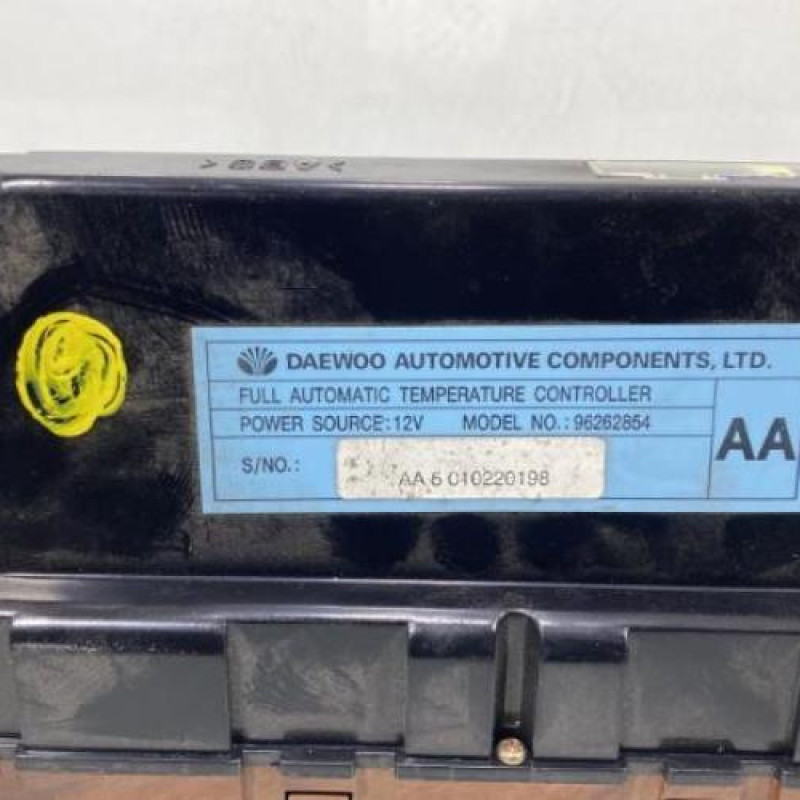 DAEWOO AUTOMOTIVE COMPONENTS, LTD.
FULL AUTOMATIC TEMPERATURE CONTROLLER
POWER SOURCE:12V MODEL NO.:96262854
AA
S/NO.: AA 6 010220198